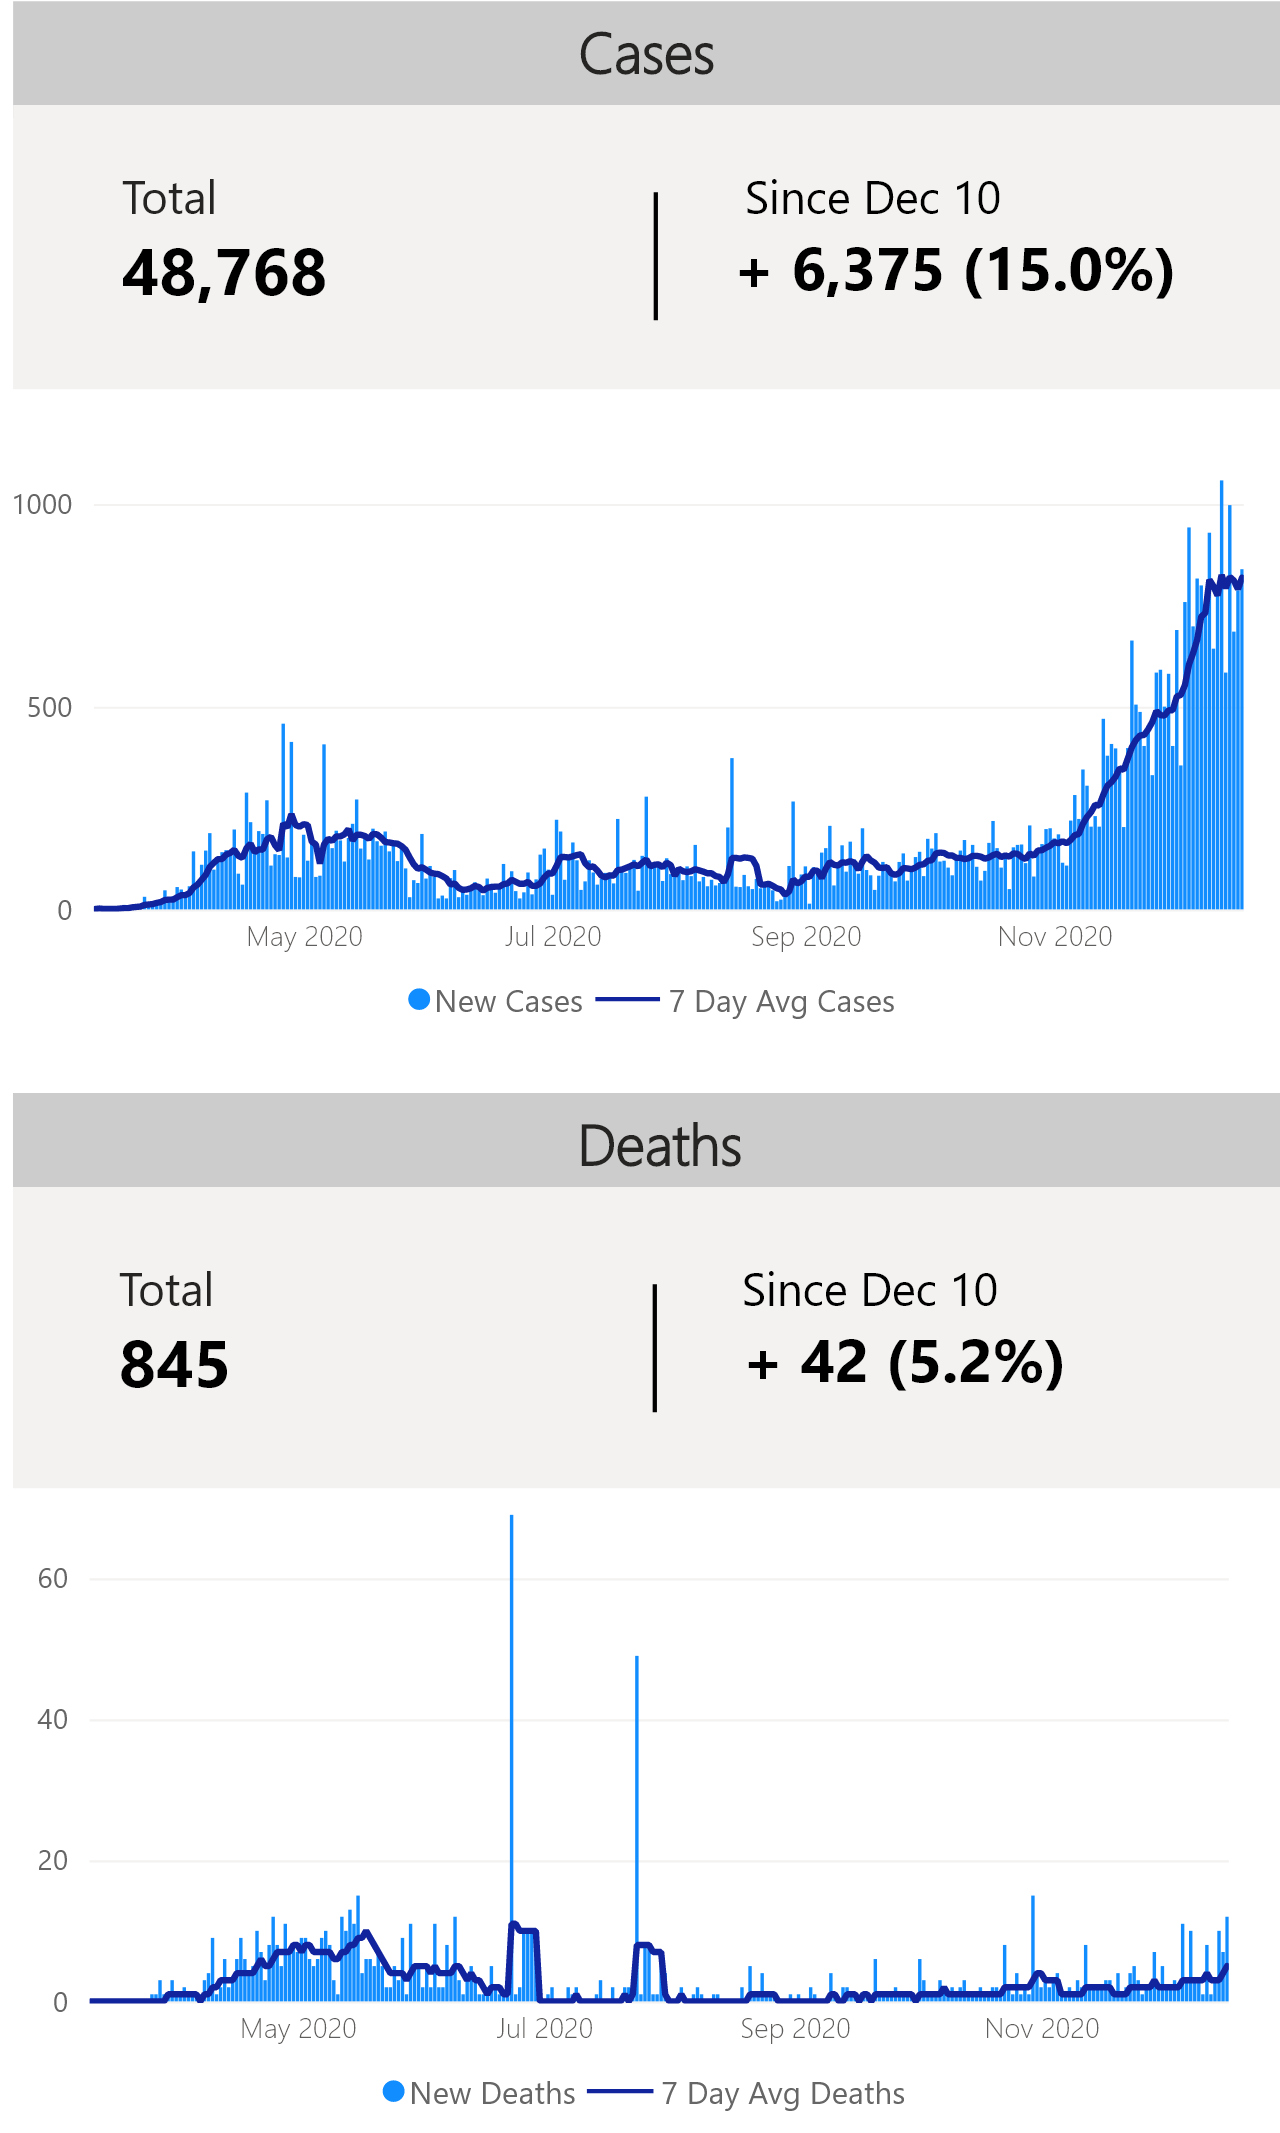 Cases
Total
Since Dec 10
48,768
+ 6,375 (15.0%)
1000
500
0
May 2020
Jul 2020
Sep 2020
Nov 2020
New Cases
7 Day Avg Cases
Deaths
Total
Since Dec 10
845
+ 42 (5.2%)
60
40
20
0
May 2020
Jul 2020
Sep 2020
Nov 2020
New Deaths
7 Day Avg Deaths